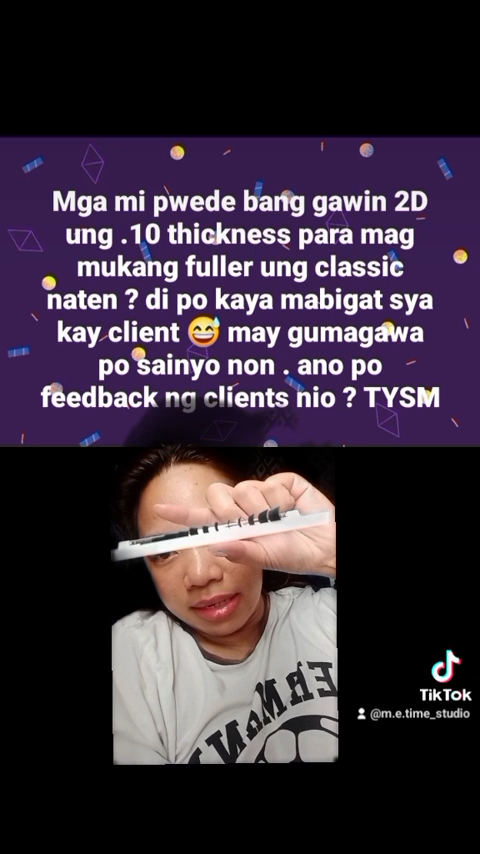 Mga mi pwede bang gawin 2D
ung .10 thickness para mag
mukang fuller ung classic
naten ? di po kaya mabigat sya
kay client 😅 may gumagawa
po sainyo non . ano po
feedback ng clients nio ? TYSM
TikTok
@m.e.time_studio